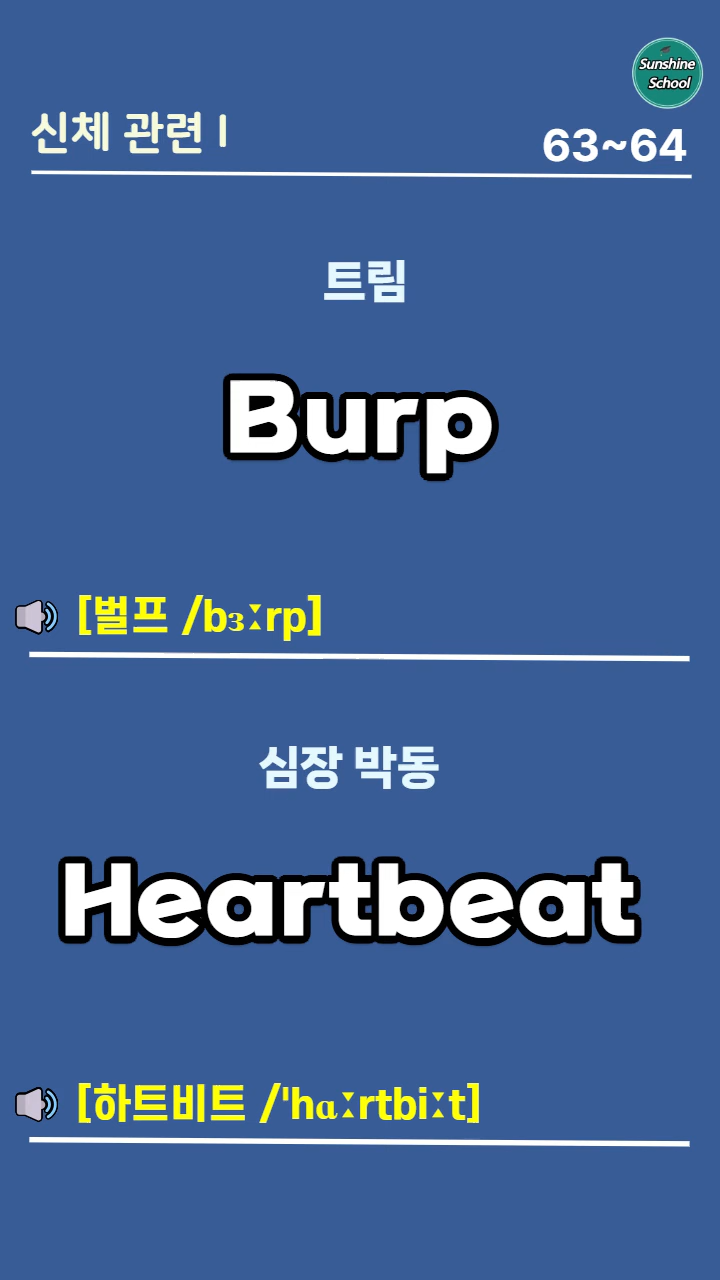 Sunshine
School
신체 관련 I
63~64
트림
Burp
[벌프 /bɜːrp]
심장 박동
Heartbeat
[하트비트 /'hɑːrtbiːt]